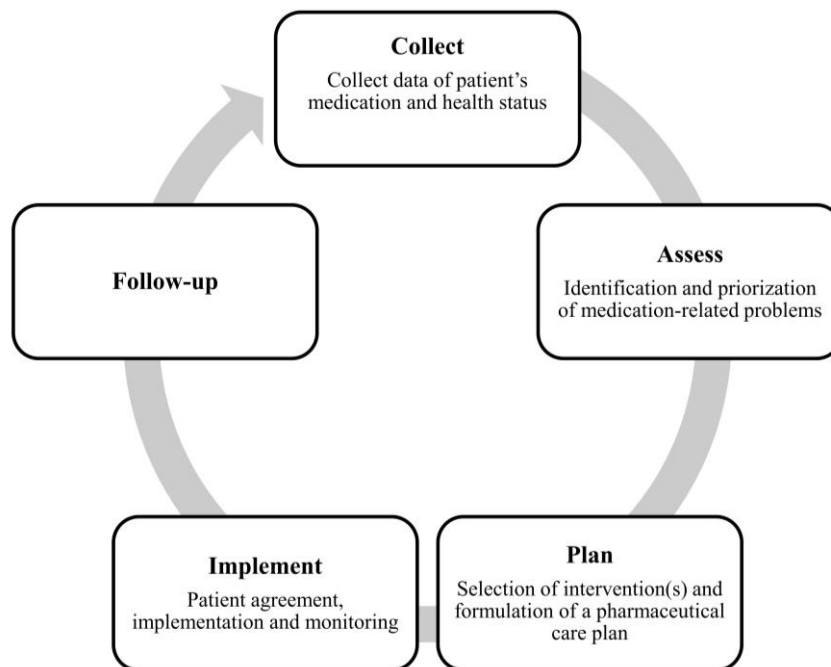 Collect
Collect data of patient’s
medication and health status
Assess
Identification and priorization
of medication-related problems
Plan
Selection of intervention(s) and
formulation of a pharmaceutical
care plan
Implement
Patient agreement,
implementation and monitoring
Follow-up